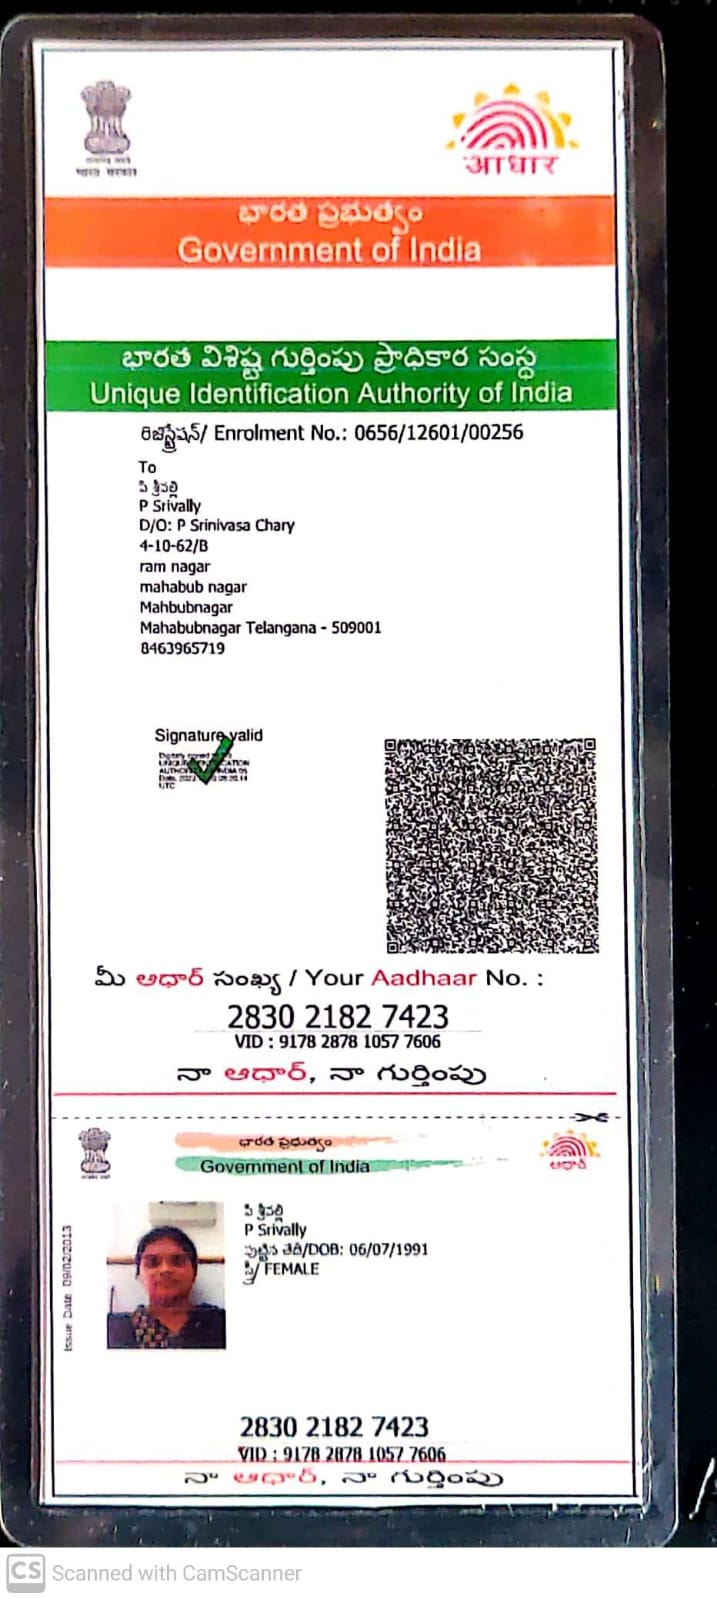 भारत सरकार
आधार
భారత ప్రభుత్వం
Government of India
భారత విశిష్ట గుర్తింపు ప్రాధికార సంస్థ
Unique Identification Authority of India
రిజిస్ట్రేషన్/ Enrolment No.: 0656/12601/00256
To
పి శ్రీవల్లి
P Srivally
D/O: P Srinivasa Chary
4-10-62/B
ram nagar
mahabub nagar
Mahbubnagar
Mahabubnagar Telangana - 509001
8463965719
Signature valid
మీ ఆధార్ సంఖ్య / Your Aadhaar No. :
2830 2182 7423
VID : 9178 2878 1057 7606
నా ఆధార్, నా గుర్తింపు
భారత ప్రభుత్వం
Government of India
ఆధార్
Issue Date 09/02/2013
పి శ్రీవల్లి
P Srivally
పుట్టిన తేదీ/DOB: 06/07/1991
స్త్రీ/ FEMALE
2830 2182 7423
VID : 9178 2878 1057 7606
నా ఆధార్, నా గుర్తింపు
CS Scanned with CamScanner